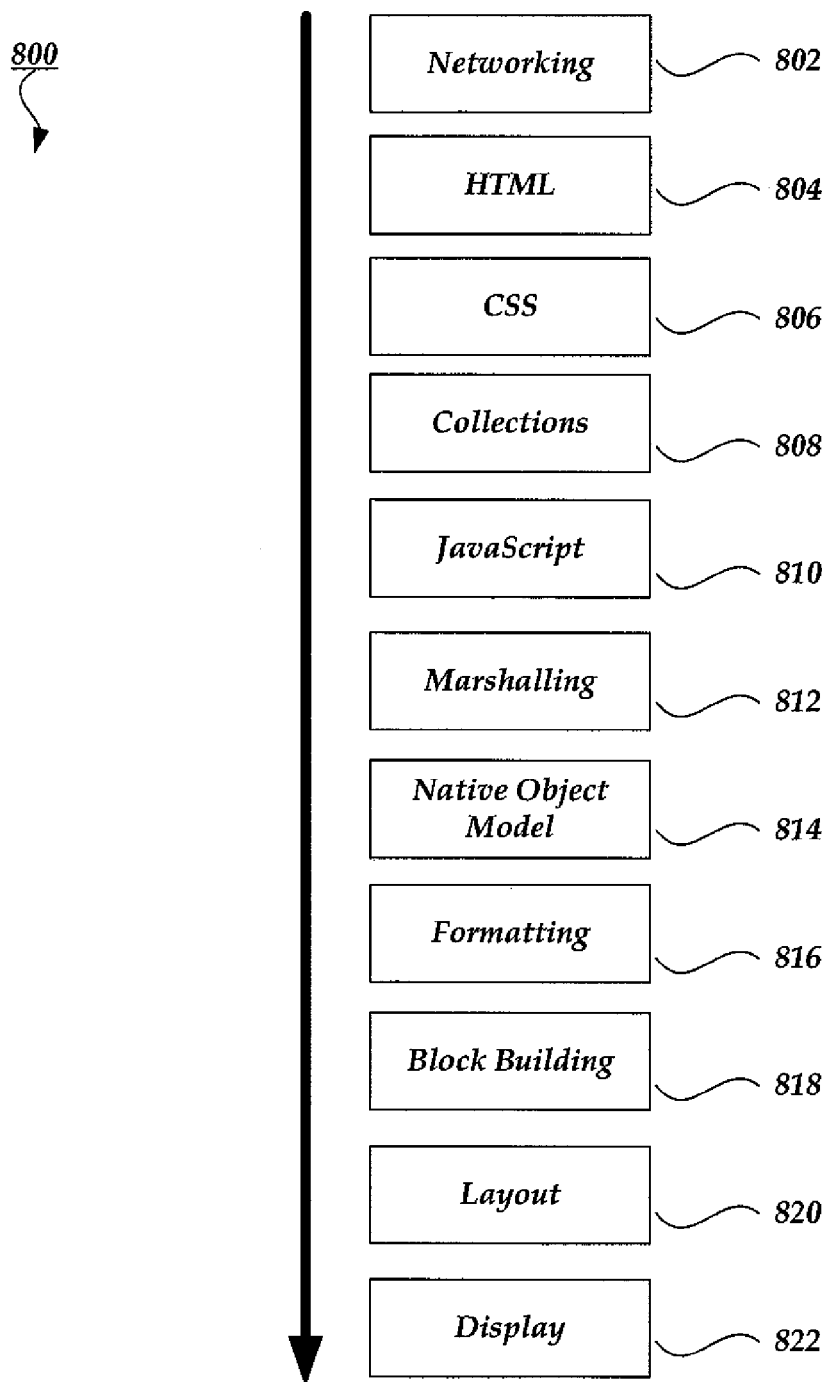 800
Networking 802
HTML 804
CSS 806
Collections 808
JavaScript 810
Marshalling 812
Native Object
Model 814
Formatting 816
Block Building 818
Layout 820
Display 822